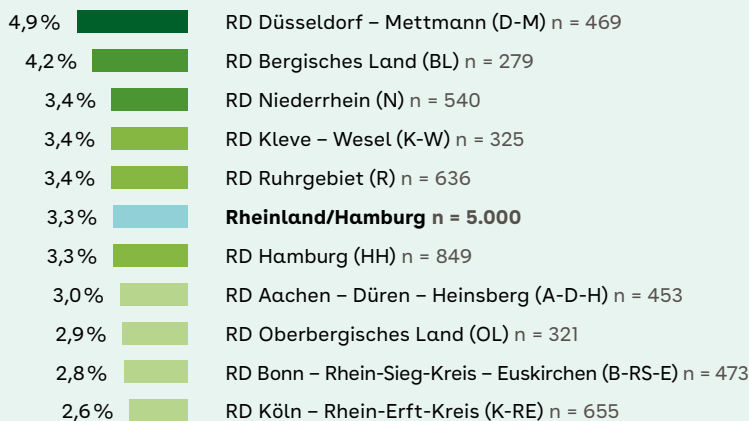 4,9 % RD Düsseldorf – Mettmann (D-M) n = 469
4,2 % RD Bergisches Land (BL) n = 279
3,4 % RD Niederrhein (N) n = 540
3,4 % RD Kleve – Wesel (K-W) n = 325
3,4 % RD Ruhrgebiet (R) n = 636
3,3 % Rheinland/Hamburg n = 5.000
3,3 % RD Hamburg (HH) n = 849
3,0 % RD Aachen – Düren – Heinsberg (A-D-H) n = 453
2,9 % RD Oberbergisches Land (OL) n = 321
2,8 % RD Bonn – Rhein-Sieg-Kreis – Euskirchen (B-RS-E) n = 473
2,6 % RD Köln – Rhein-Erft-Kreis (K-RE) n = 655